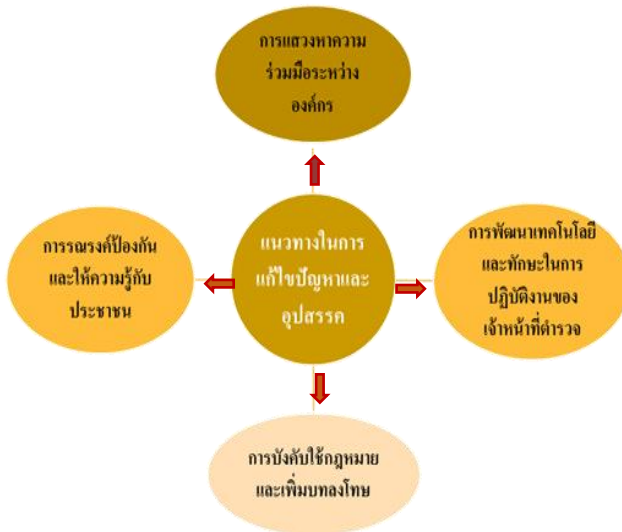 การแสวงหาความ
ร่วมมือระหว่าง
องค์กร
การรณรงค์ป้องกัน
และให้ความรู้กับ
ประชาชน
แนวทางในการ
แก้ไขปัญหาและ
อุปสรรค
การพัฒนาเทคโนโลยี
และทักษะในการ
ปฏิบัติงานของ
เจ้าหน้าที่ตำรวจ
การบังคับใช้กฎหมาย
และเพิ่มบทลงโทษ